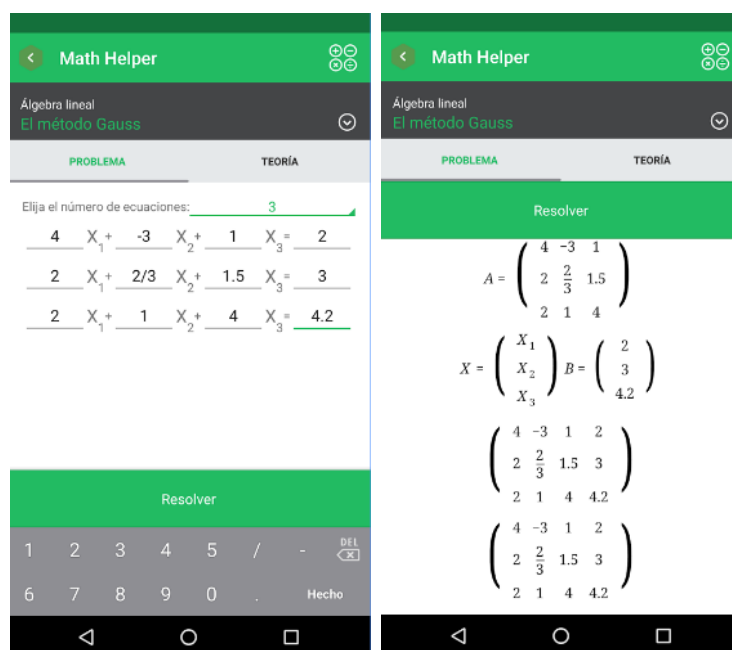 Math Helper
Álgebra lineal
El método Gauss
PROBLEMA TEORÍA
Elija el número de ecuaciones: 3
4 X1+ -3 X2+ 1 X3= 2
2 X1+ 2/3 X2+ 1.5 X3= 3
2 X1+ 1 X2+ 4 X3= 4.2
Resolver
1 2 3 4 5 / - DEL
6 7 8 9 0 . Hecho
Math Helper
Álgebra lineal
El método Gauss
PROBLEMA TEORÍA
Resolver
4 −3 1
A = 2 2/3 1.5
2 1 4
X = ( X1 X2 X3 ) B = ( 2 3 4.2 )
4 −3 1 2
2 2/3 1.5 3
2 1 4 4.2
4 −3 1 2
2 2/3 1.5 3
2 1 4 4.2